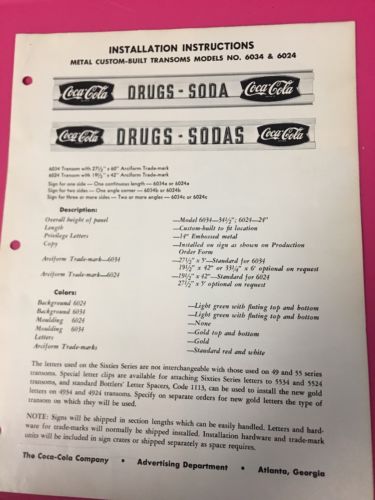 INSTALLATION INSTRUCTIONS
METAL CUSTOM-BUILT TRANSOMS MODELS NO. 6034 & 6024
Coca-Cola DRUGS - SODA Coca-Cola
Coca-Cola DRUGS - SODAS Coca-Cola
6034 Transom with 27½" x 60" Arciform Trade-mark
6024 Transom with 19½" x 42" Arciform Trade-mark
Sign for one side — One continuous length — 6034a or 6024a
Sign for two sides — One angle corner — 6034b or 6024b
Sign for three or more sides — Two or more angles — 6034c or 6024c
Description:
Overall height of panel —Model 6034—34½"; 6024—24"
Length —Custom-built to fit location
Privilege Letters —14" Embossed metal
Copy —Installed on sign as shown on Production
Order Form
Arciform Trade-mark—6034 —27½" x 5'—Standard for 6034
19½" x 42" or 33¼" x 6' optional on request
Arciform Trade-mark—6024 —19½" x 42"—Standard for 6024
27½" x 5' optional on request
Colors:
Background 6024 —Light green with fluting top and bottom
Background 6034 —Light green with fluting top and bottom
Moulding 6024 —None
Moulding 6034 —Gold top and bottom
Letters —Gold
Arciform Trade-marks —Standard red and white
The letters used on the Sixties Series are not interchangeable with those used on 49 and 55 series
transoms. Special letter clips are available for attaching Sixties Series letters to 5534 and 5524
transoms, and standard Bottlers' Letter Spacers, Code 1113, can be used to install the new gold
letters on 4934 and 4924 transoms. Specify on separate orders for new gold letters the type of
transom on which they will be used.
NOTE: Signs will be shipped in section lengths which can be easily handled. Letters and hard-
ware for trade-marks will normally be shipped installed. Installation hardware and trade-mark
units will be included in sign crates or shipped separately as space requires.
The Coca-Cola Company • Advertising Department • Atlanta, Georgia